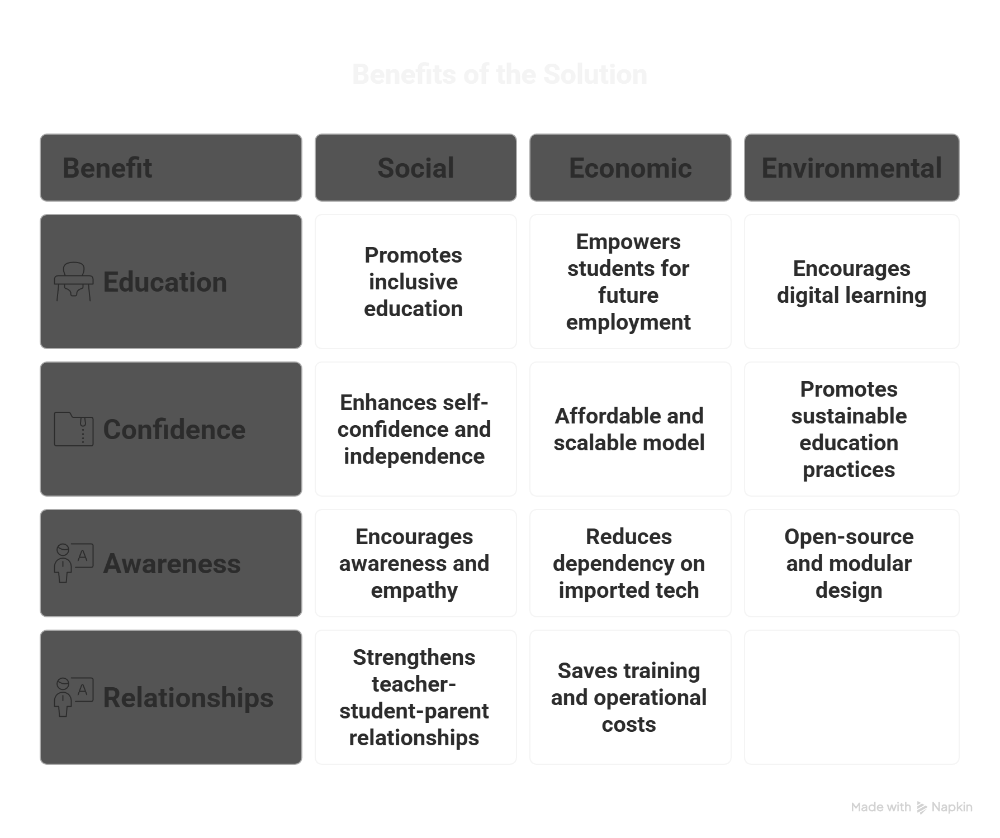 Benefits of the Solution
Benefit
Social
Economic
Environmental
Education
Promotes
inclusive
education
Empowers
students for
future
employment
Encourages
digital learning
Confidence
Enhances self-
confidence and
independence
Affordable and
scalable model
Promotes
sustainable
education
practices
Awareness
Encourages
awareness and
empathy
Reduces
dependency on
imported tech
Open-source
and modular
design
Relationships
Strengthens
teacher-
student-parent
relationships
Saves training
and operational
costs
Made with Napkin